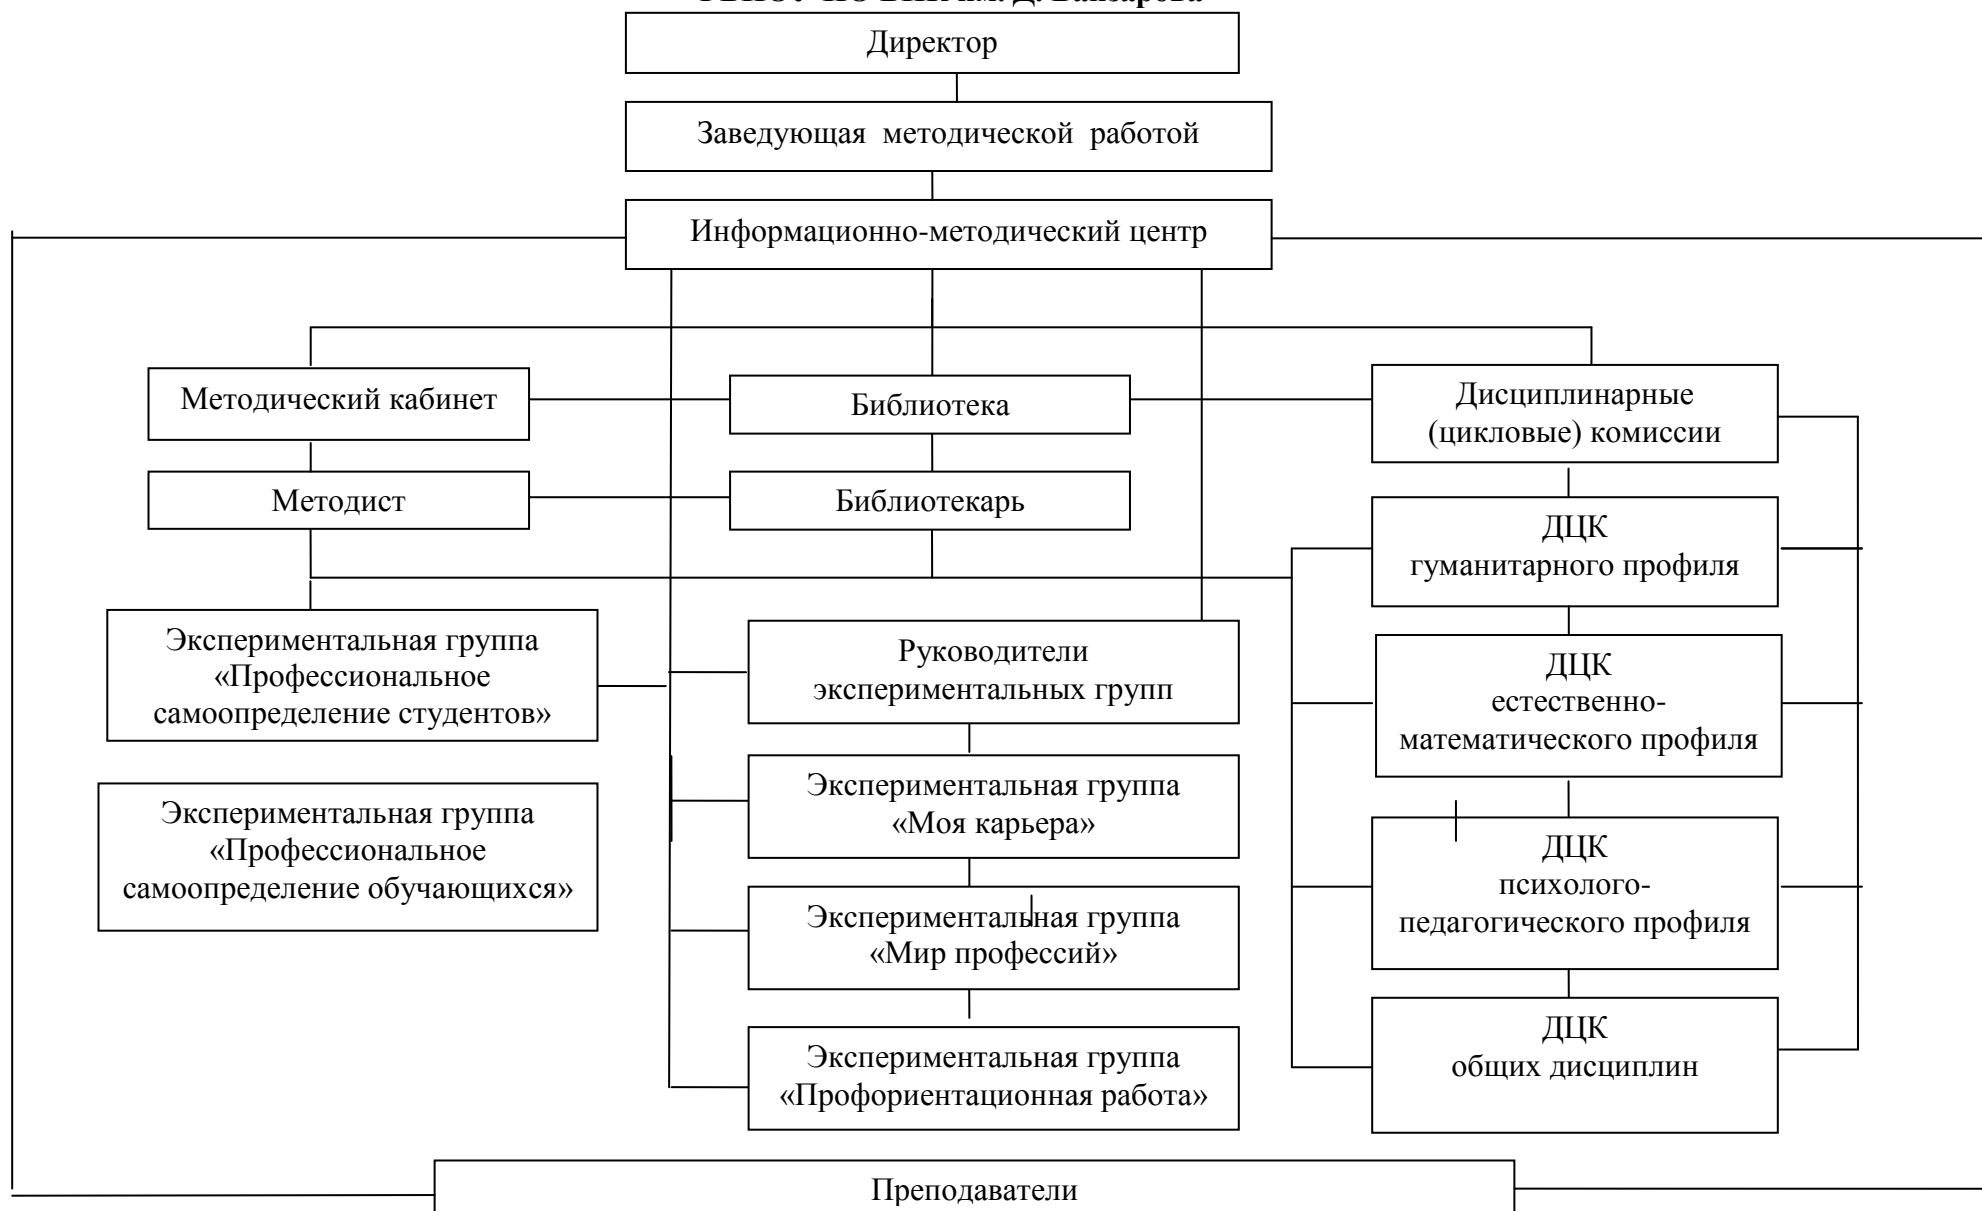 им. Д.
Директор
Заведующая методической работой
Информационно-методический центр
Методический кабинет
Библиотека
Дисциплинарные
(цикловые) комиссии
Методист
Библиотекарь
ДЦК
гуманитарного профиля
Экспериментальная группа
«Профессиональное
самоопределение студентов»
Руководители
экспериментальных групп
ДЦК
естественно-
математического профиля
Экспериментальная группа
«Профессиональное
самоопределение обучающихся»
Экспериментальная группа
«Моя карьера»
ДЦК
психолого-
педагогического профиля
Экспериментальная группа
«Мир профессий»
Экспериментальная группа
«Профориентационная работа»
ДЦК
общих дисциплин
Преподаватели